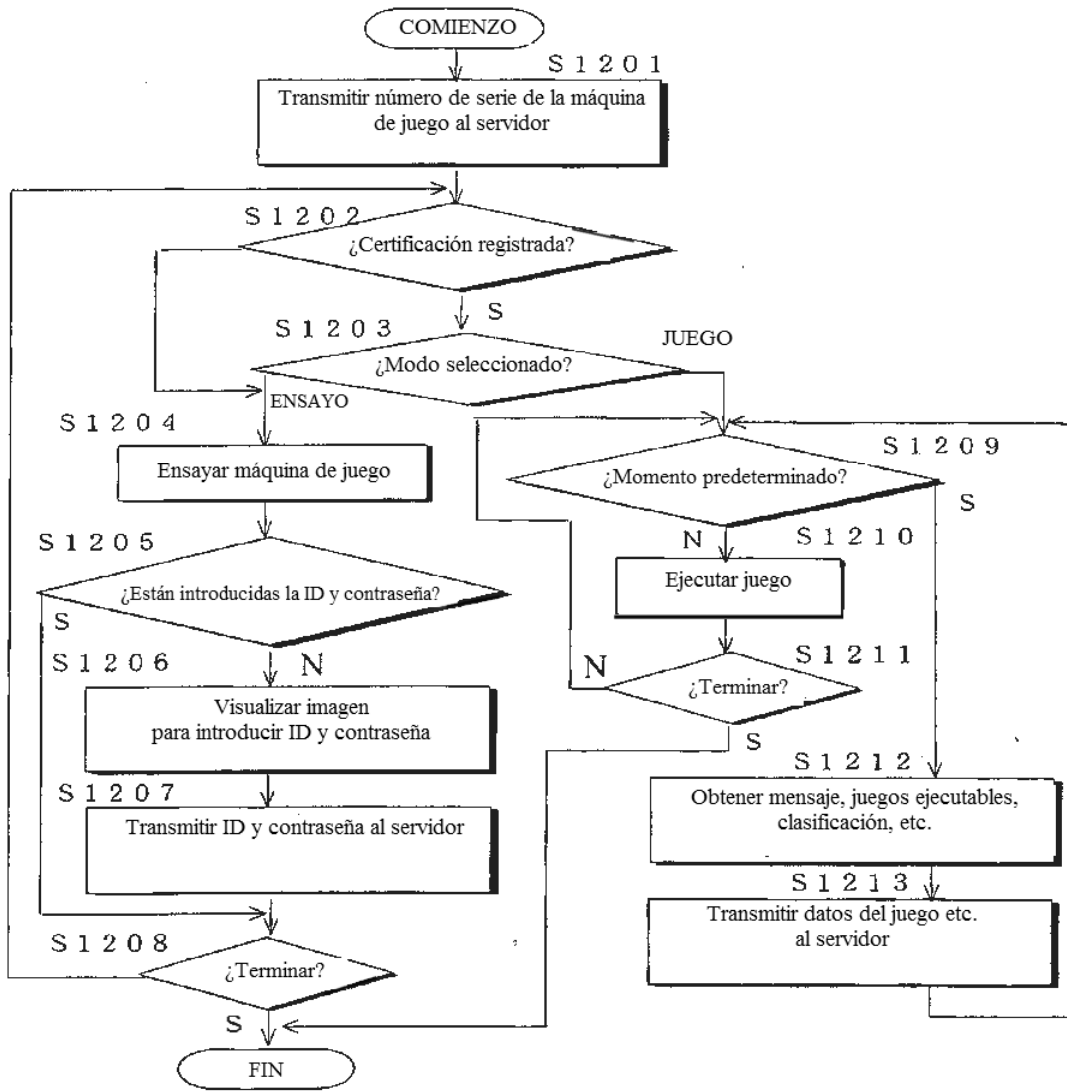 COMIENZO
S1201
Transmitir número de serie de la máquina
de juego al servidor
S1202
¿Certificación registrada?
S
S1203
¿Modo seleccionado?
JUEGO
ENSAYO
S1204
Ensayar máquina de juego
S1205
¿Están introducidas la ID y contraseña?
S
N
S1206
Visualizar imagen
para introducir ID y contraseña
S1207
Transmitir ID y contraseña al servidor
S1208
¿Terminar?
S
FIN
S1209
¿Momento predeterminado?
S
N
S1210
Ejecutar juego
S1211
N
¿Terminar?
S
S1212
Obtener mensaje, juegos ejecutables,
clasificación, etc.
S1213
Transmitir datos del juego etc.
al servidor